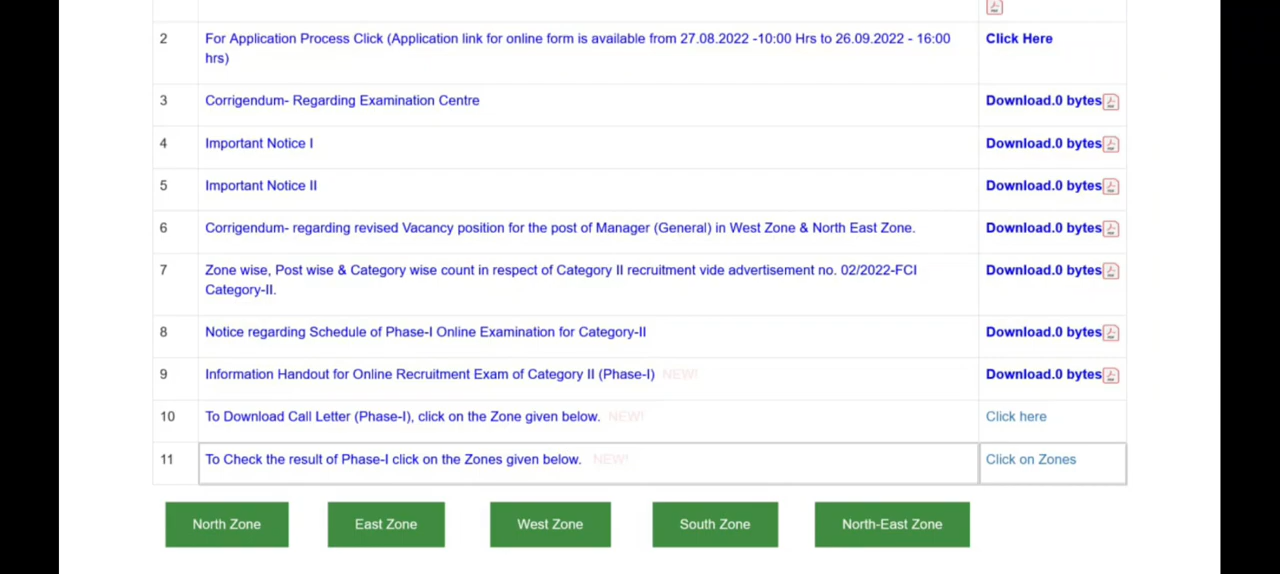 2 For Application Process Click (Application link for online form is available from 27.08.2022 -10:00 Hrs to 26.09.2022 - 16:00 Click Here
hrs)
3 Corrigendum- Regarding Examination Centre Download.0 bytes
4 Important Notice I Download.0 bytes
5 Important Notice II Download.0 bytes
6 Corrigendum- regarding revised Vacancy position for the post of Manager (General) in West Zone & North East Zone. Download.0 bytes
7 Zone wise, Post wise & Category wise count in respect of Category II recruitment vide advertisement no. 02/2022-FCI Download.0 bytes
Category-II.
8 Notice regarding Schedule of Phase-I Online Examination for Category-II Download.0 bytes
9 Information Handout for Online Recruitment Exam of Category II (Phase-I) NEW! Download.0 bytes
10 To Download Call Letter (Phase-I), click on the Zone given below. NEW! Click here
11 To Check the result of Phase-I click on the Zones given below. NEW! Click on Zones
North Zone East Zone West Zone South Zone North-East Zone